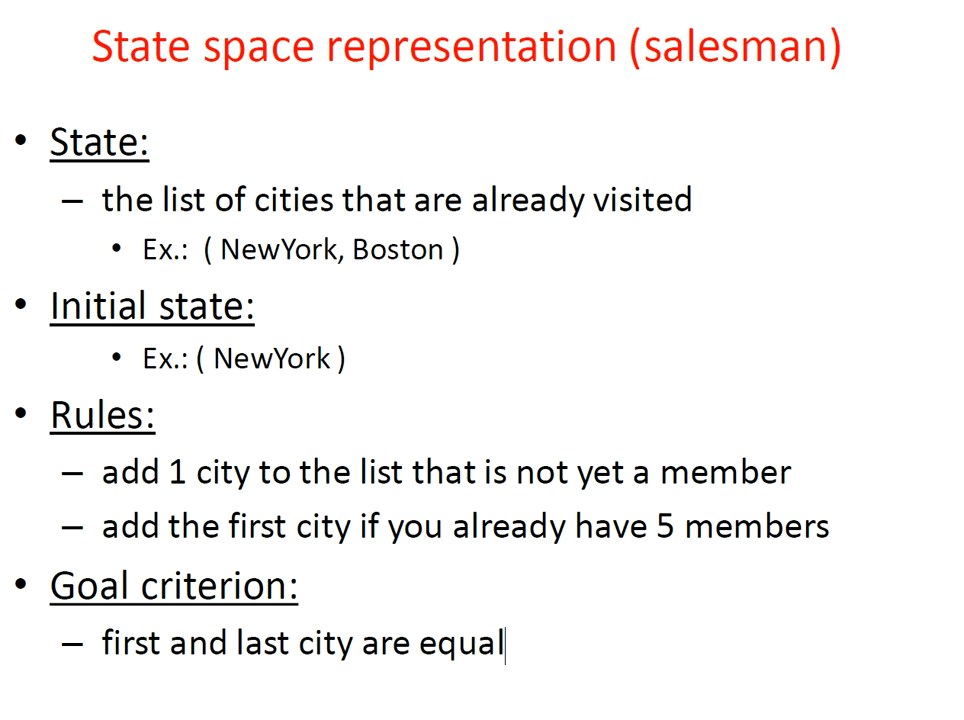 State space representation (salesman)
• State:
– the list of cities that are already visited
• Ex.: ( NewYork, Boston )
• Initial state:
• Ex.: ( NewYork )
• Rules:
– add 1 city to the list that is not yet a member
– add the first city if you already have 5 members
• Goal criterion:
– first and last city are equal